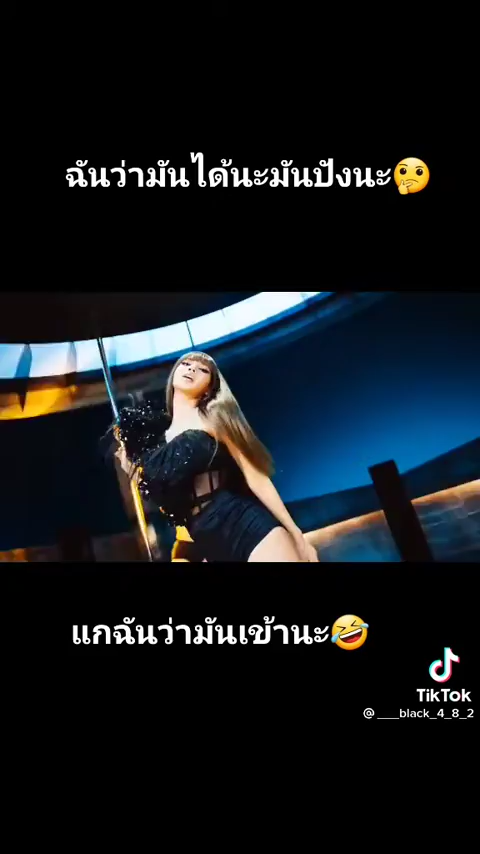 ฉันว่ามันได้นะมันปังนะ🤔
แกฉันว่ามันเข้านะ🤣
TikTok
@___black_4_8_2